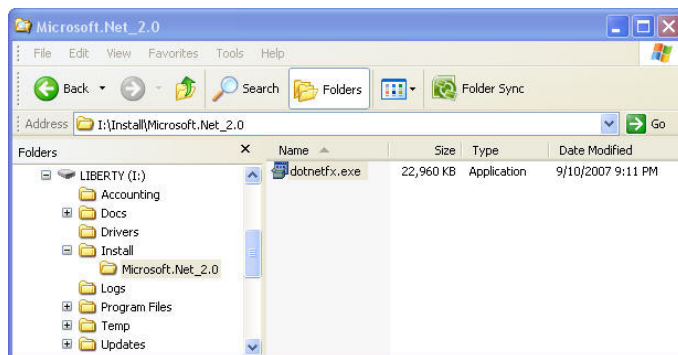 Microsoft.Net_2.0
File Edit View Favorites Tools Help
Back Search Folders Folder Sync
Address I:\Install\Microsoft.Net_2.0 Go
Folders Name Size Type Date Modified
LIBERTY (I:) dotnetfx.exe 22,960 KB Application 9/10/2007 9:11 PM
Accounting
Docs
Drivers
Install
Microsoft.Net_2.0
Logs
Program Files
Temp
Updates